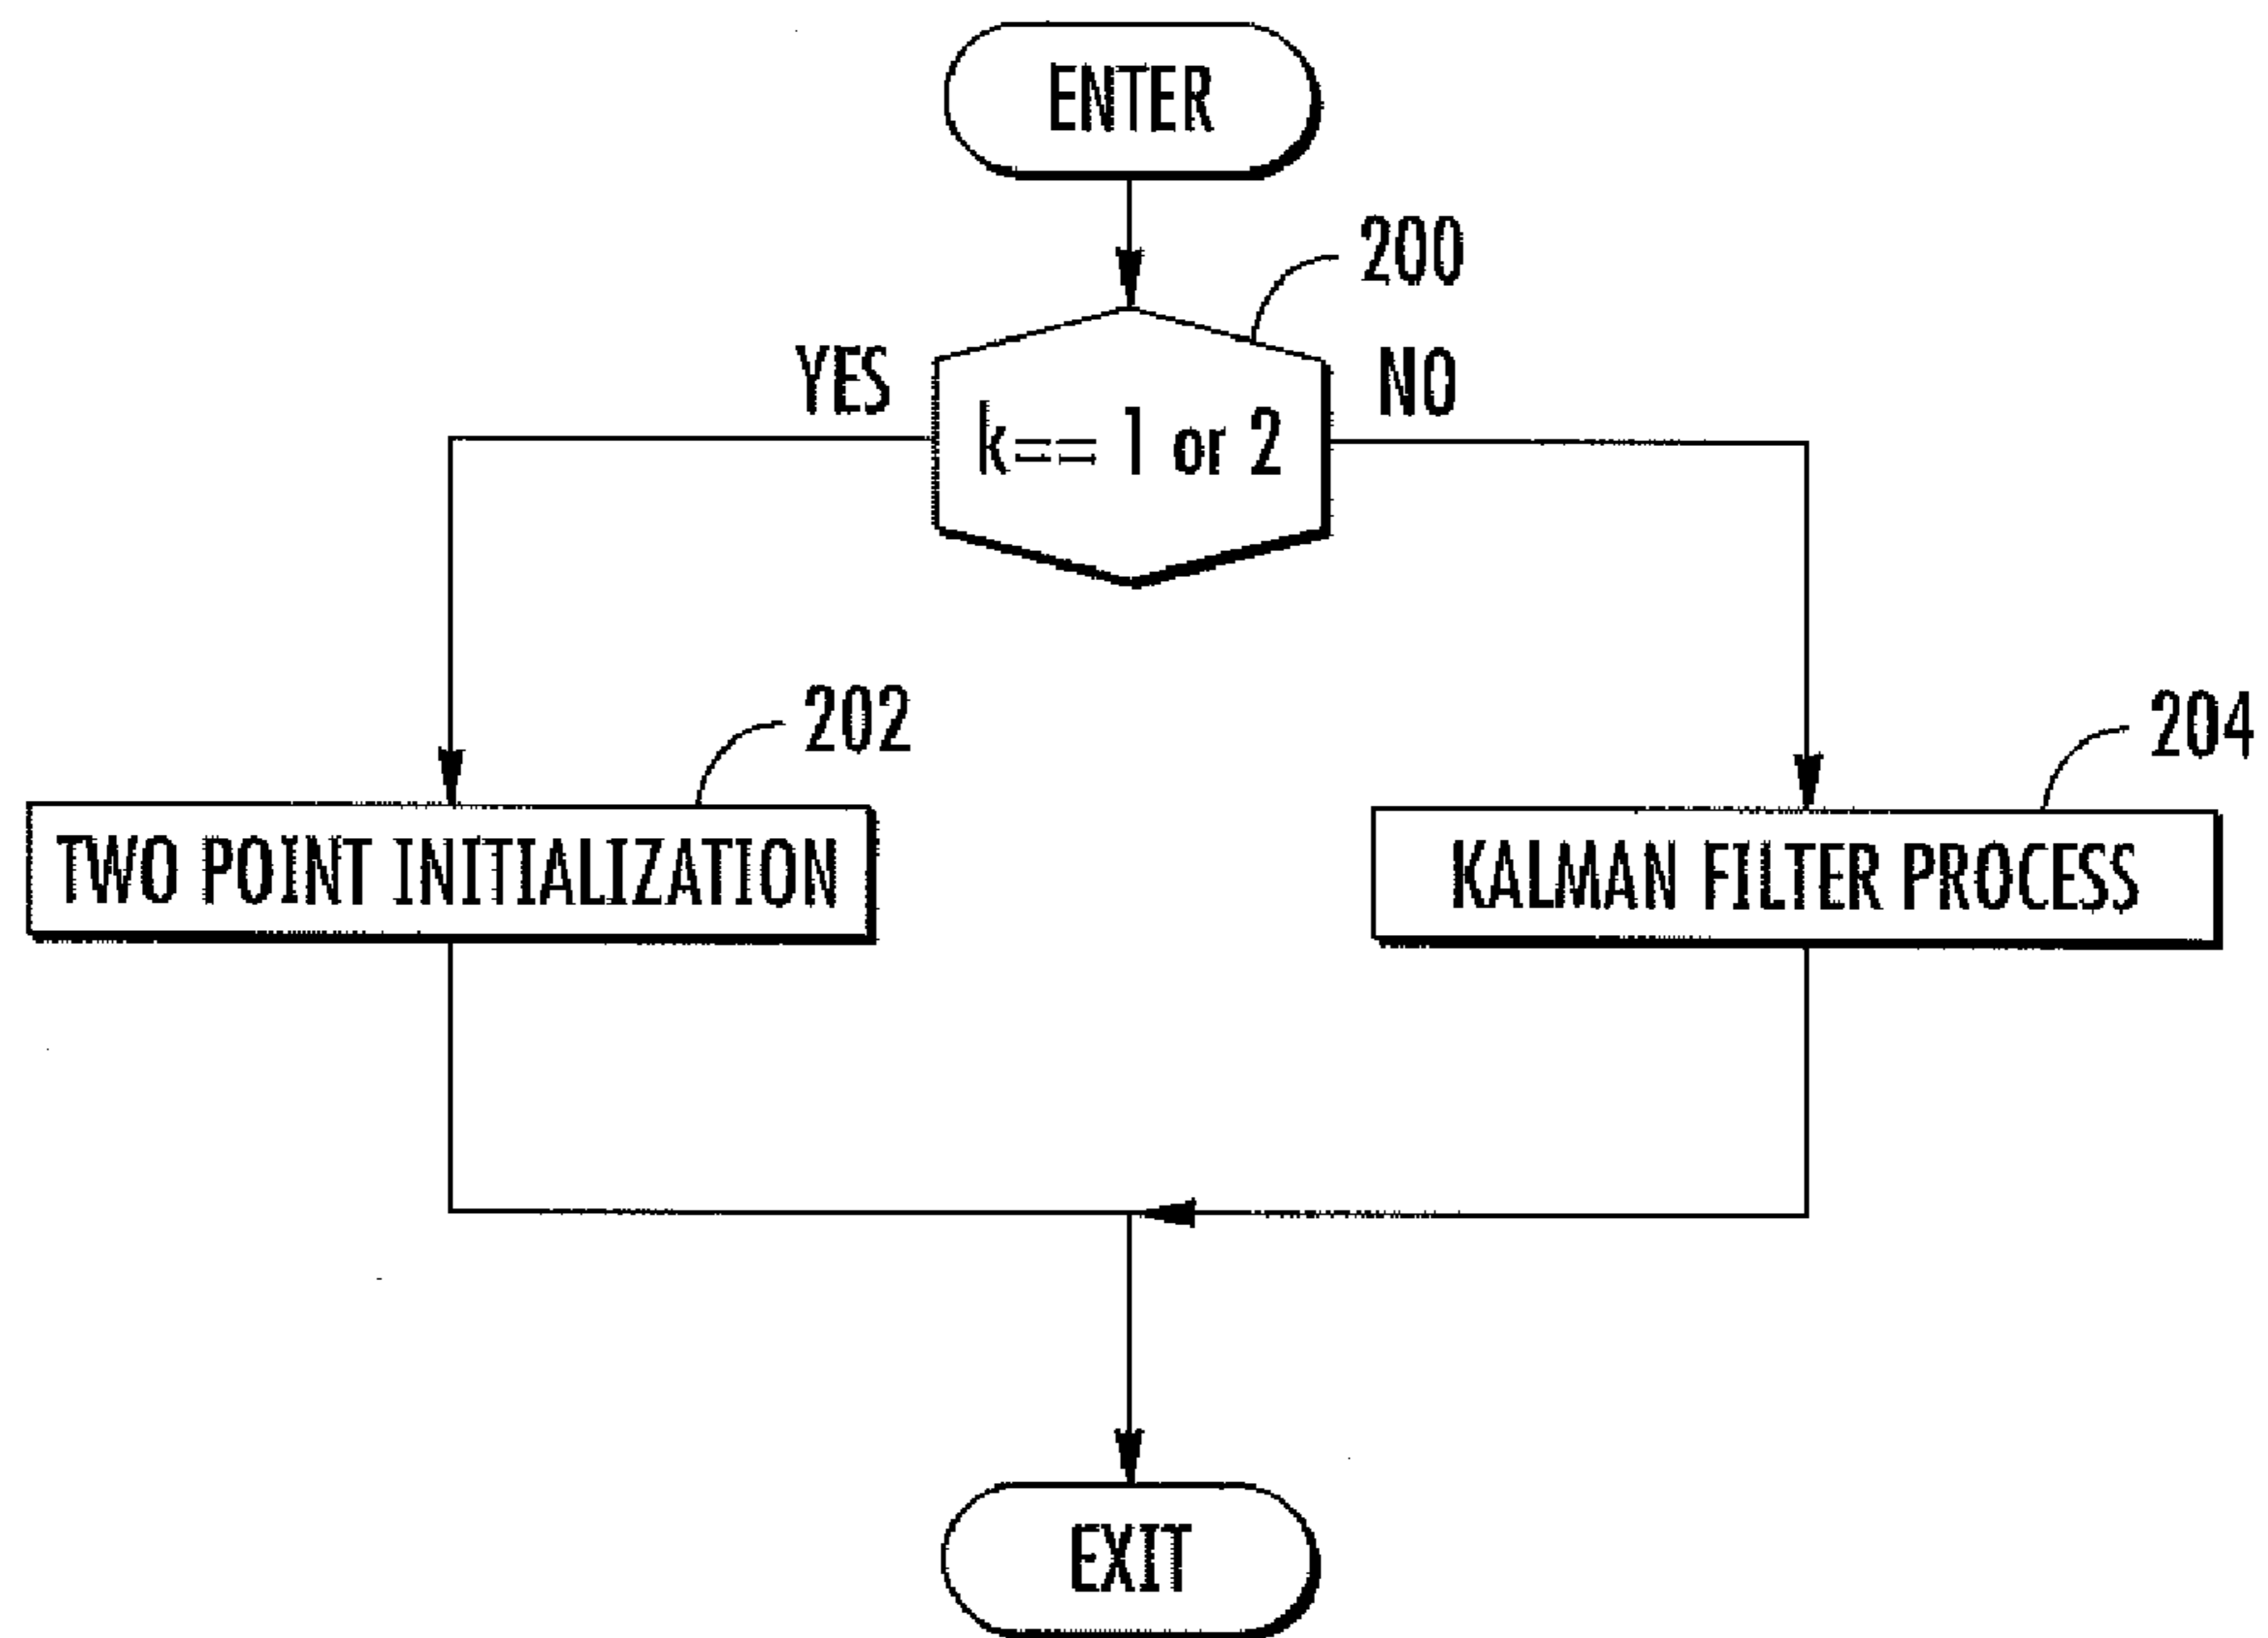 ENTER
200
YES
NO
k== 1 or 2
202
204
TWO POINT INITIALIZATION
KALMAN FILTER PROCESS
EXIT